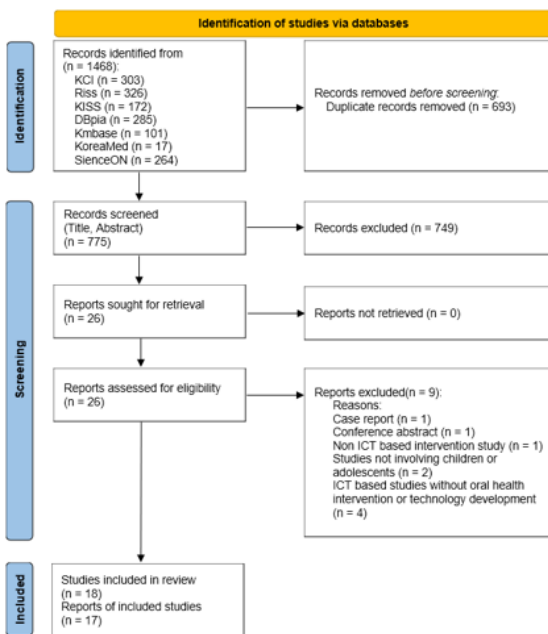 Identification of studies via databases
Identification
Records identified from
(n = 1468):
KCI (n = 303)
Riss (n = 326)
KISS (n = 172)
DBpia (n = 285)
Kmbase (n = 101)
KoreaMed (n = 17)
SienceON (n = 264)
Records removed before screening:
Duplicate records removed (n = 693)
Screening
Records screened
(Title, Abstract)
(n = 775)
Records excluded (n = 749)
Reports sought for retrieval
(n = 26)
Reports not retrieved (n = 0)
Reports assessed for eligibility
(n = 26)
Reports excluded(n = 9):
Reasons:
Case report (n = 1)
Conference abstract (n = 1)
Non ICT based intervention study (n = 1)
Studies not involving children or
adolescents (n = 2)
ICT based studies without oral health
intervention or technology development
(n = 4)
Included
Studies included in review
(n = 18)
Reports of included studies
(n = 17)